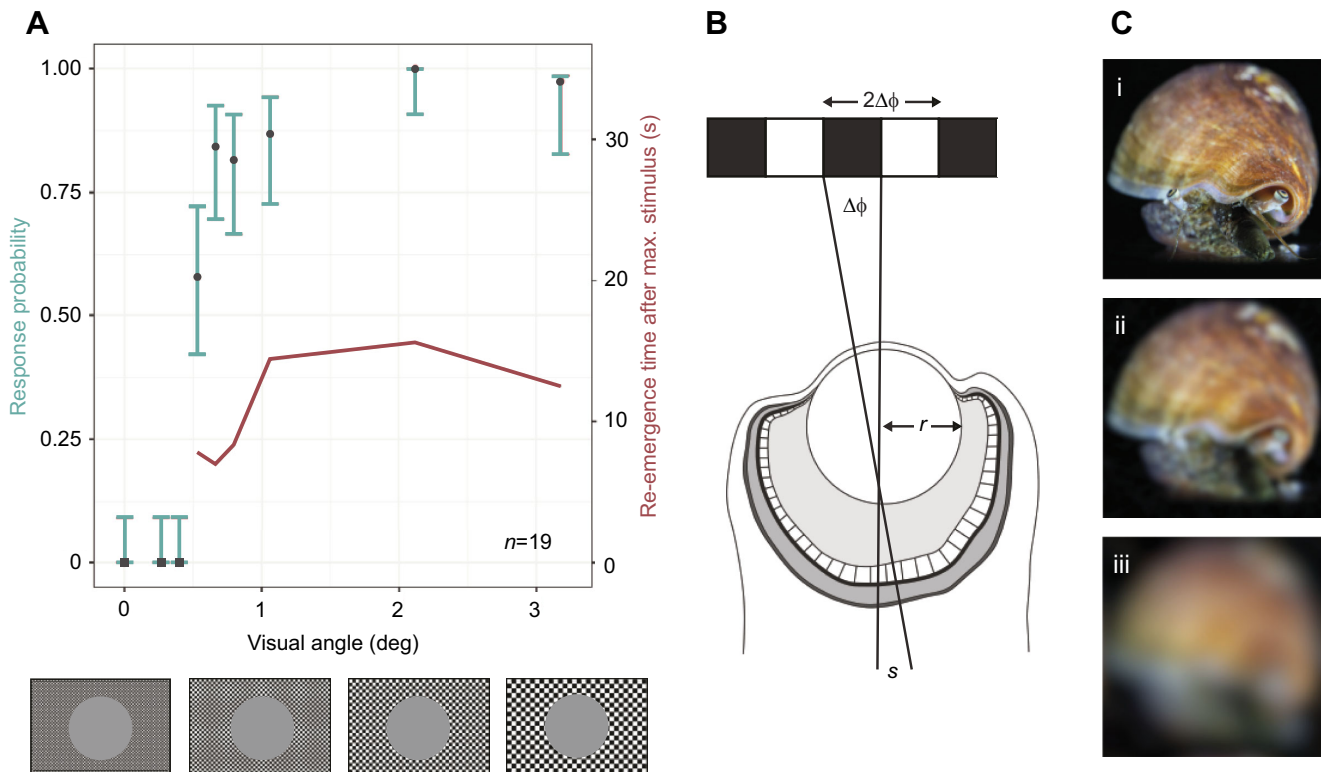 A
Response probability
1.00
0.75
0.50
0.25
0
30
20
10
0
Re-emergence time after max. stimulus (s)
n=19
0 1 2 3
Visual angle (deg)
B
2Δϕ
Δϕ
r
s
C
i
ii
iii